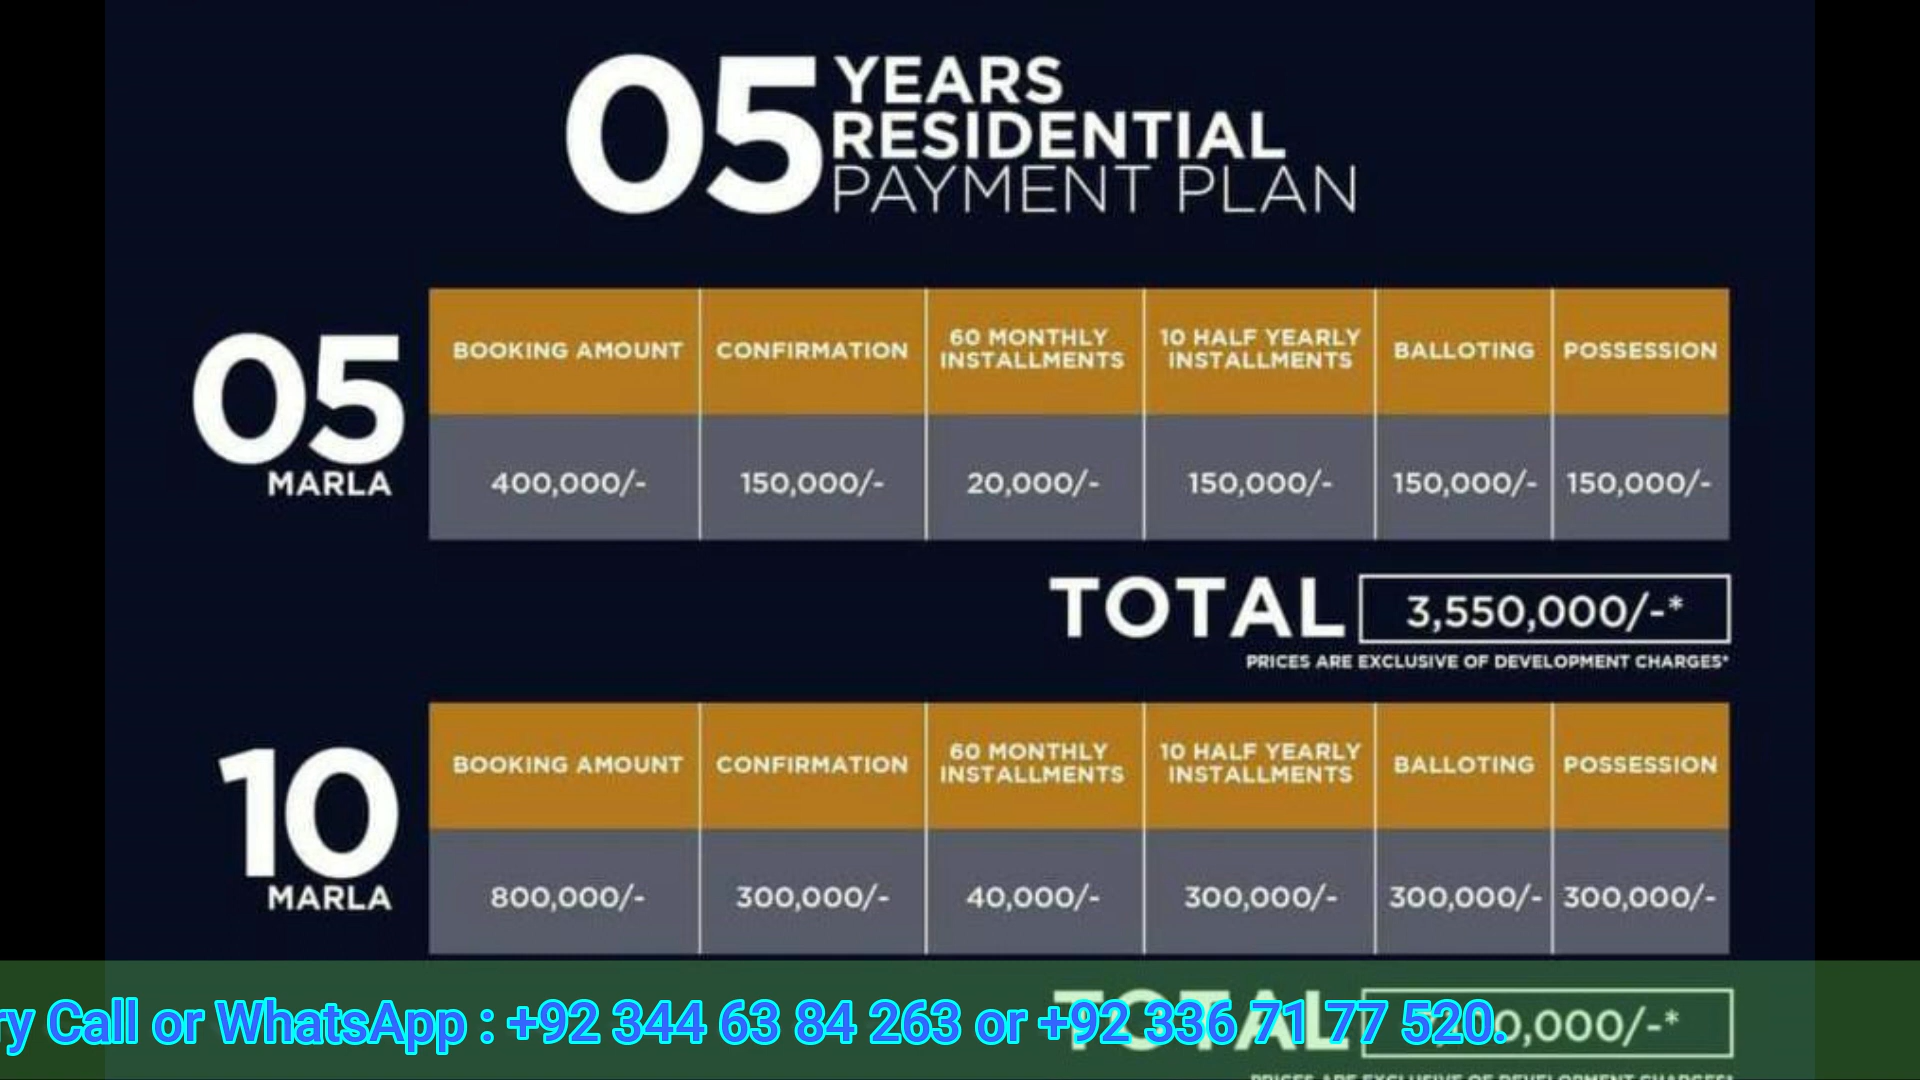 05 YEARS
RESIDENTIAL
PAYMENT PLAN
05
MARLA
BOOKING AMOUNT CONFIRMATION 60 MONTHLY INSTALLMENTS 10 HALF YEARLY INSTALLMENTS BALLOTING POSSESSION
400,000/- 150,000/- 20,000/- 150,000/- 150,000/- 150,000/-
TOTAL 3,550,000/-*
PRICES ARE EXCLUSIVE OF DEVELOPMENT CHARGES*
10
MARLA
BOOKING AMOUNT CONFIRMATION 60 MONTHLY INSTALLMENTS 10 HALF YEARLY INSTALLMENTS BALLOTING POSSESSION
800,000/- 300,000/- 40,000/- 300,000/- 300,000/- 300,000/-
TOTAL
Call or WhatsApp : +92 344 63 84 263 or +92 336 71 77 520.